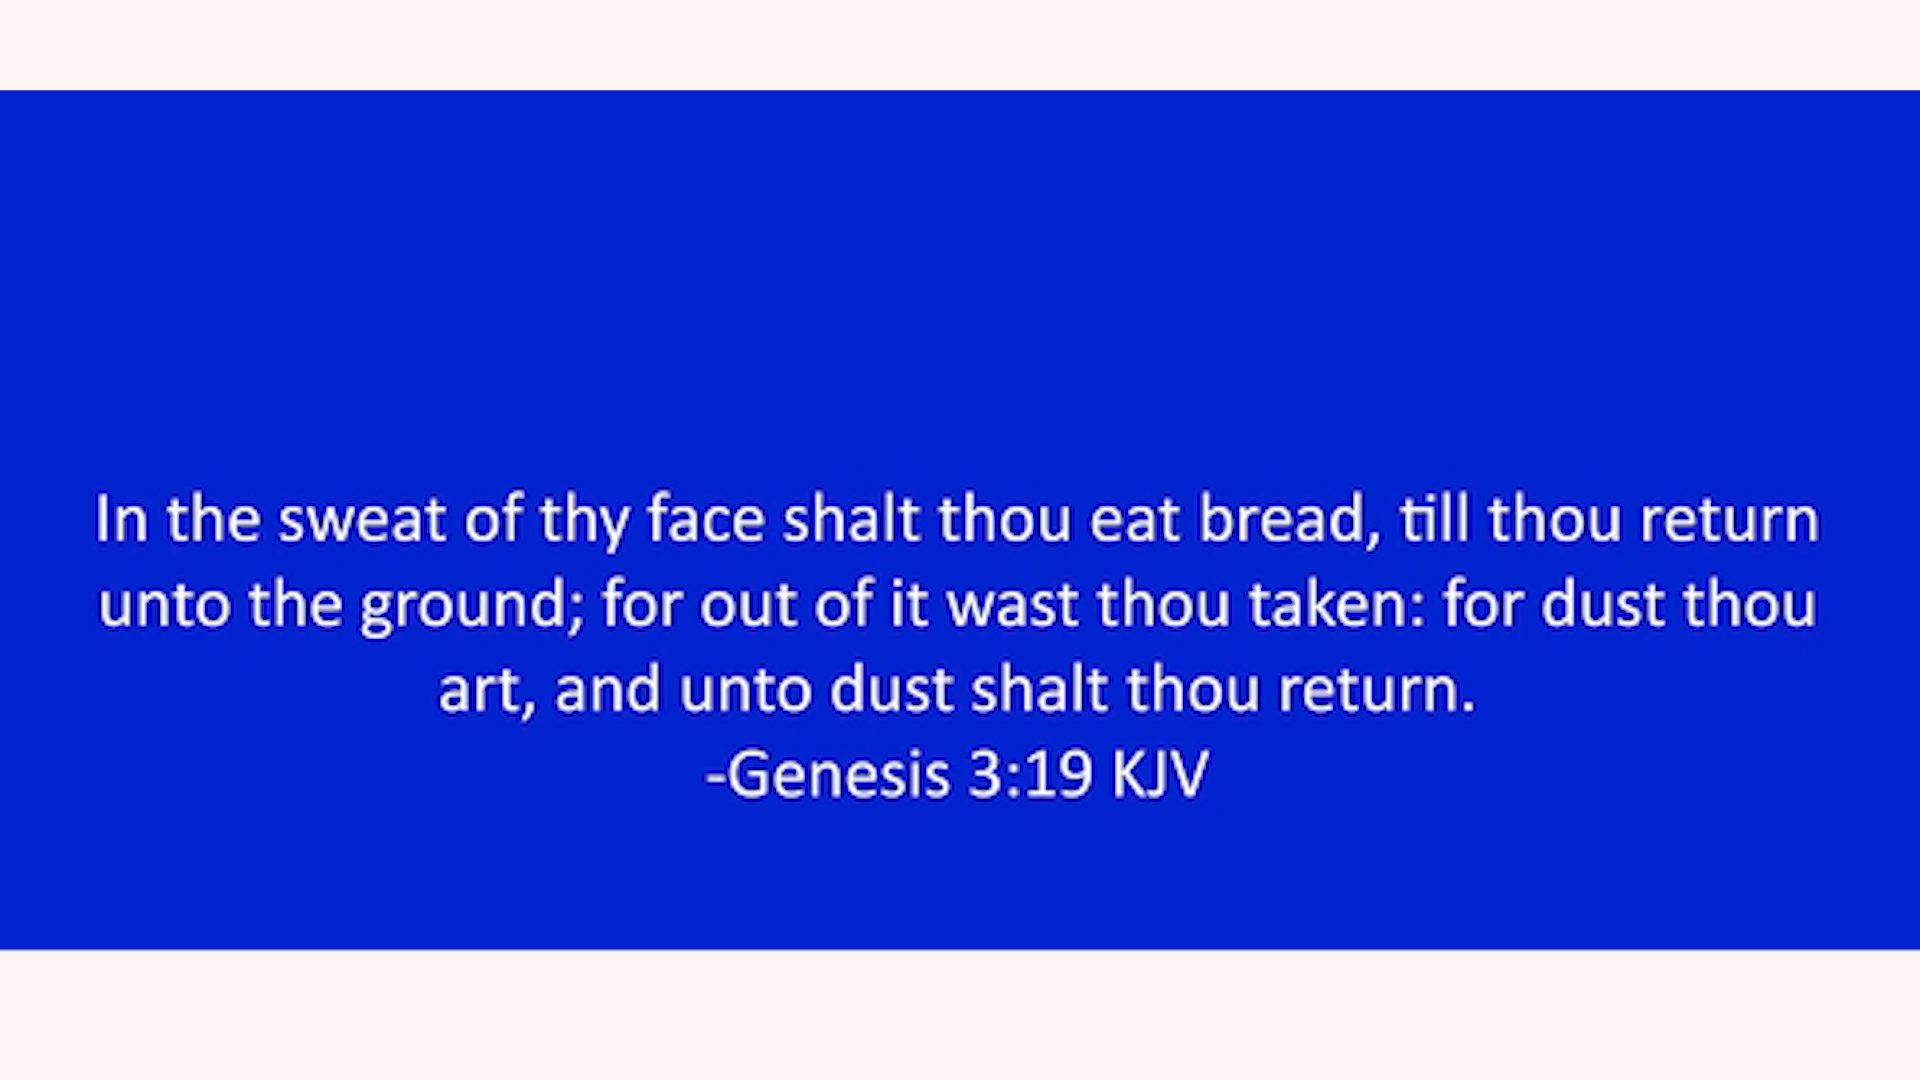 In the sweat of thy face shalt thou eat bread, till thou return
unto the ground; for out of it wast thou taken: for dust thou
art, and unto dust shalt thou return.
-Genesis 3:19 KJV